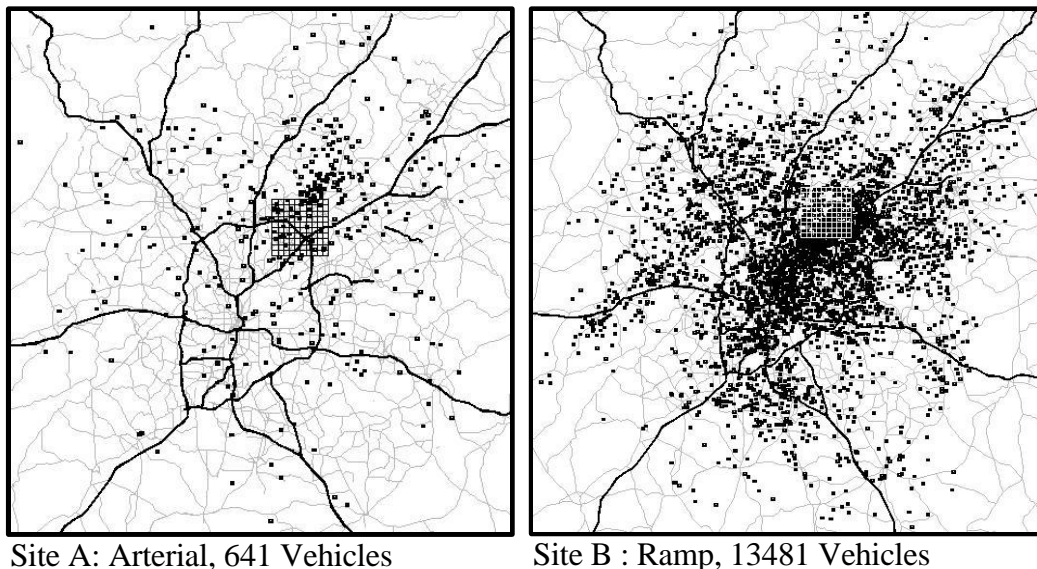 Site A: Arterial, 641 Vehicles
Site B : Ramp, 13481 Vehicles